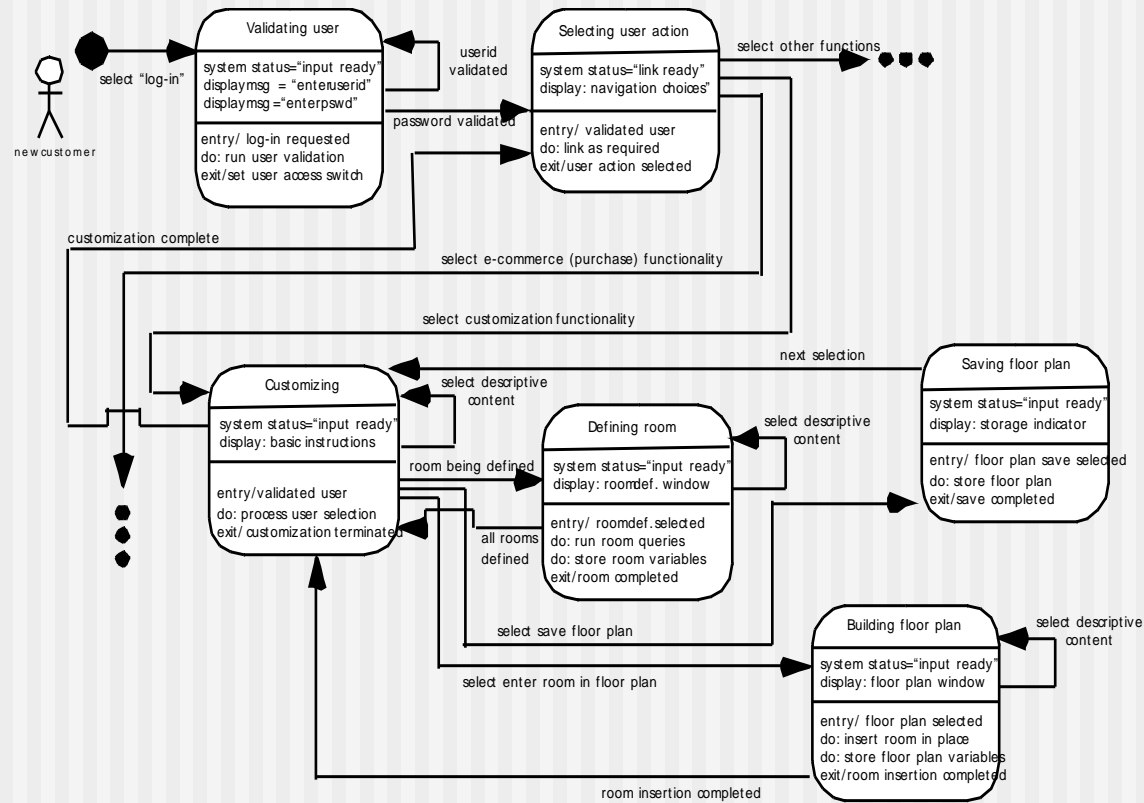 Validating user
system status="input ready"
displaymsg = "enteruserid"
displaymsg="enterpswd"
entry/ log-in requested
do: run user validation
exit/set user access switch
select "log-in"
new customer
userid
validated
password validated
Selecting user action
system status="link ready"
display: navigation choices"
entry/ validated user
do: link as required
exit/user action selected
select other functions
customization complete
select e-commerce (purchase) functionality
select customization functionality
next selection
Customizing
system status="input ready"
display: basic instructions
entry/validated user
do: process user selection
exit/ customization terminated
select descriptive
content
room being defined
all rooms
defined
Defining room
system status="input ready"
display: roomdef. window
entry/ roomdef.selected
do: run room queries
do: store room variables
exit/room completed
select descriptive
content
Saving floor plan
system status="input ready"
display: storage indicator
entry/ floor plan save selected
do: store floor plan
exit/save completed
select save floor plan
select enter room in floor plan
Building floor plan
system status="input ready"
display: floor plan window
entry/ floor plan selected
do: insert room in place
do: store floor plan variables
exit/room insertion completed
select descriptive
content
room insertion completed